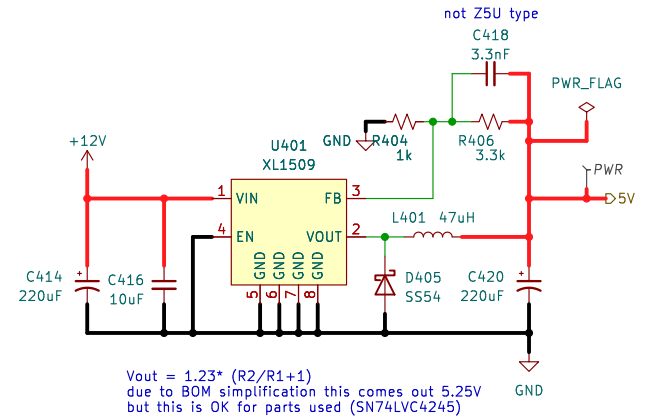 not Z5U type
C418
3.3nF
PWR_FLAG
+12V
GND
R404
1k
R406
3.3k
U401
XL1509
PWR
1
VIN
FB
3
5V
4
EN
VOUT
2
L401
47uH
GND
GND
GND
GND
5
6
7
8
C414
220uF
C416
10uF
D405
SS54
C420
220uF
GND
Vout = 1.23* (R2/R1+1)
due to BOM simplification this comes out 5.25V
but this is OK for parts used (SN74LVC4245)